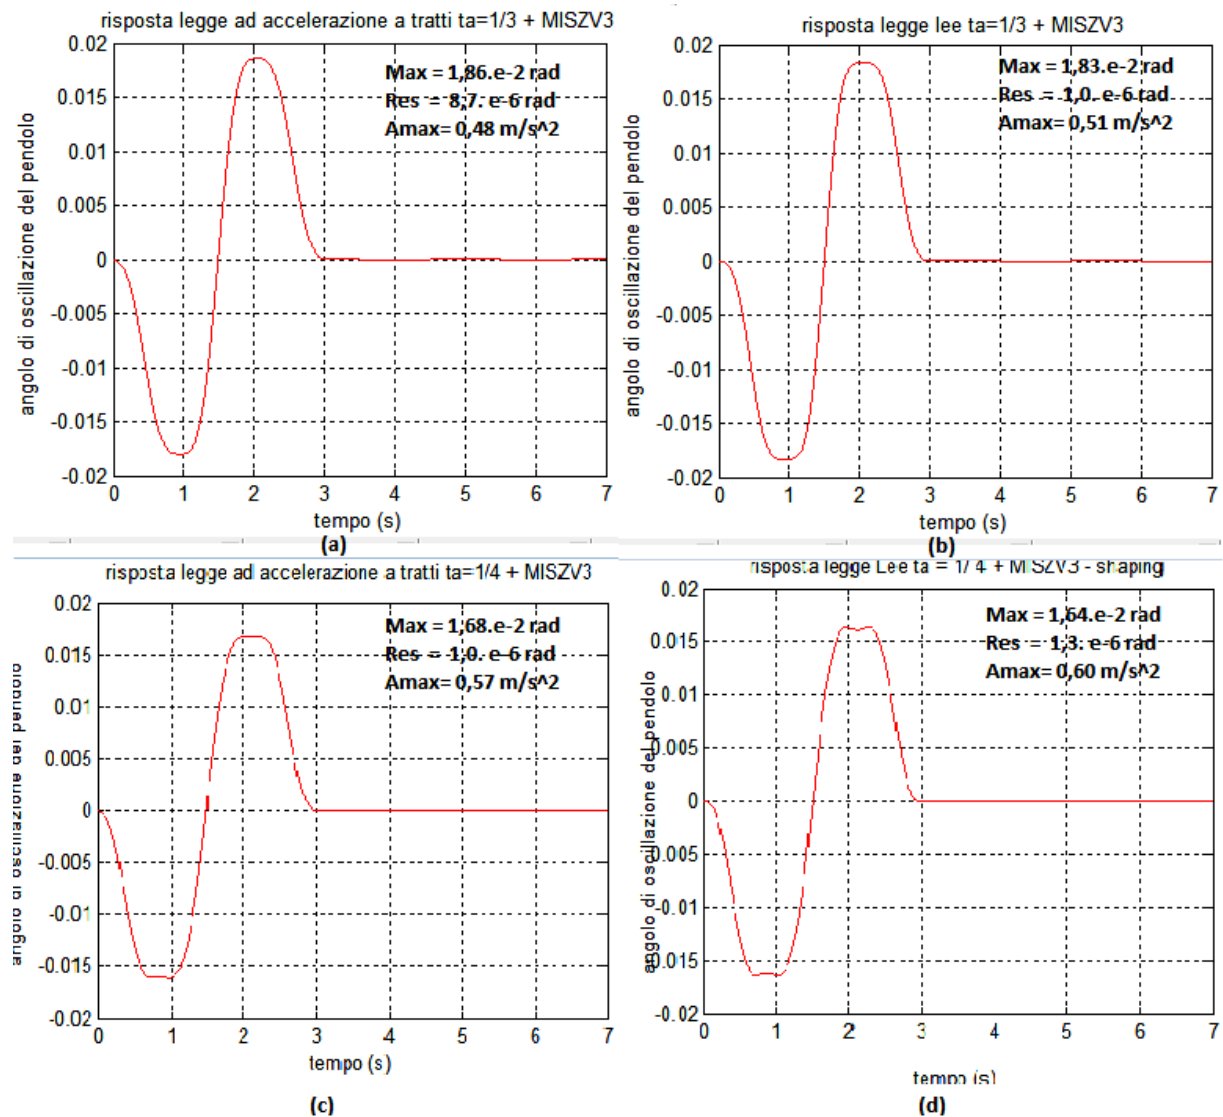 risposta legge ad accelerazione a tratti ta=1/3 + MISZV3
0.02
0.015
0.01
0.005
0
-0.005
-0.01
-0.015
-0.02
angolo di oscillazione del pendolo
Max = 1,86.e-2 rad
Res = 8,7. e-6 rad
Amax= 0,48 m/s^2
0 1 2 3 4 5 6 7
tempo (s)
(a)
risposta legge lee ta=1/3 + MISZV3
0.02
0.015
0.01
0.005
0
-0.005
-0.01
-0.015
-0.02
angolo di oscillazione del pendolo
Max = 1,83.e-2 rad
Res = 1,0. e-6 rad
Amax= 0,51 m/s^2
0 1 2 3 4 5 6 7
tempo (s)
(b)
risposta legge ad accelerazione a tratti ta=1/4 + MISZV3
0.02
0.015
0.01
0.005
0
-0.005
-0.01
-0.015
-0.02
angolo di oscillazione del pendolo
Max = 1,68.e-2 rad
Res = 1,0. e-6 rad
Amax= 0,57 m/s^2
0 1 2 3 4 5 6 7
tempo (s)
(c)
risposta legge Lee ta = 1/ 4 + MISZV3 - shaping
0.02
0.015
0.01
0.005
0
-0.005
-0.01
-0.015
-0.02
angolo di oscillazione del pendolo
Max = 1,64.e-2 rad
Res = 1,3. e-6 rad
Amax= 0,60 m/s^2
0 1 2 3 4 5 6 7
tempo (s)
(d)